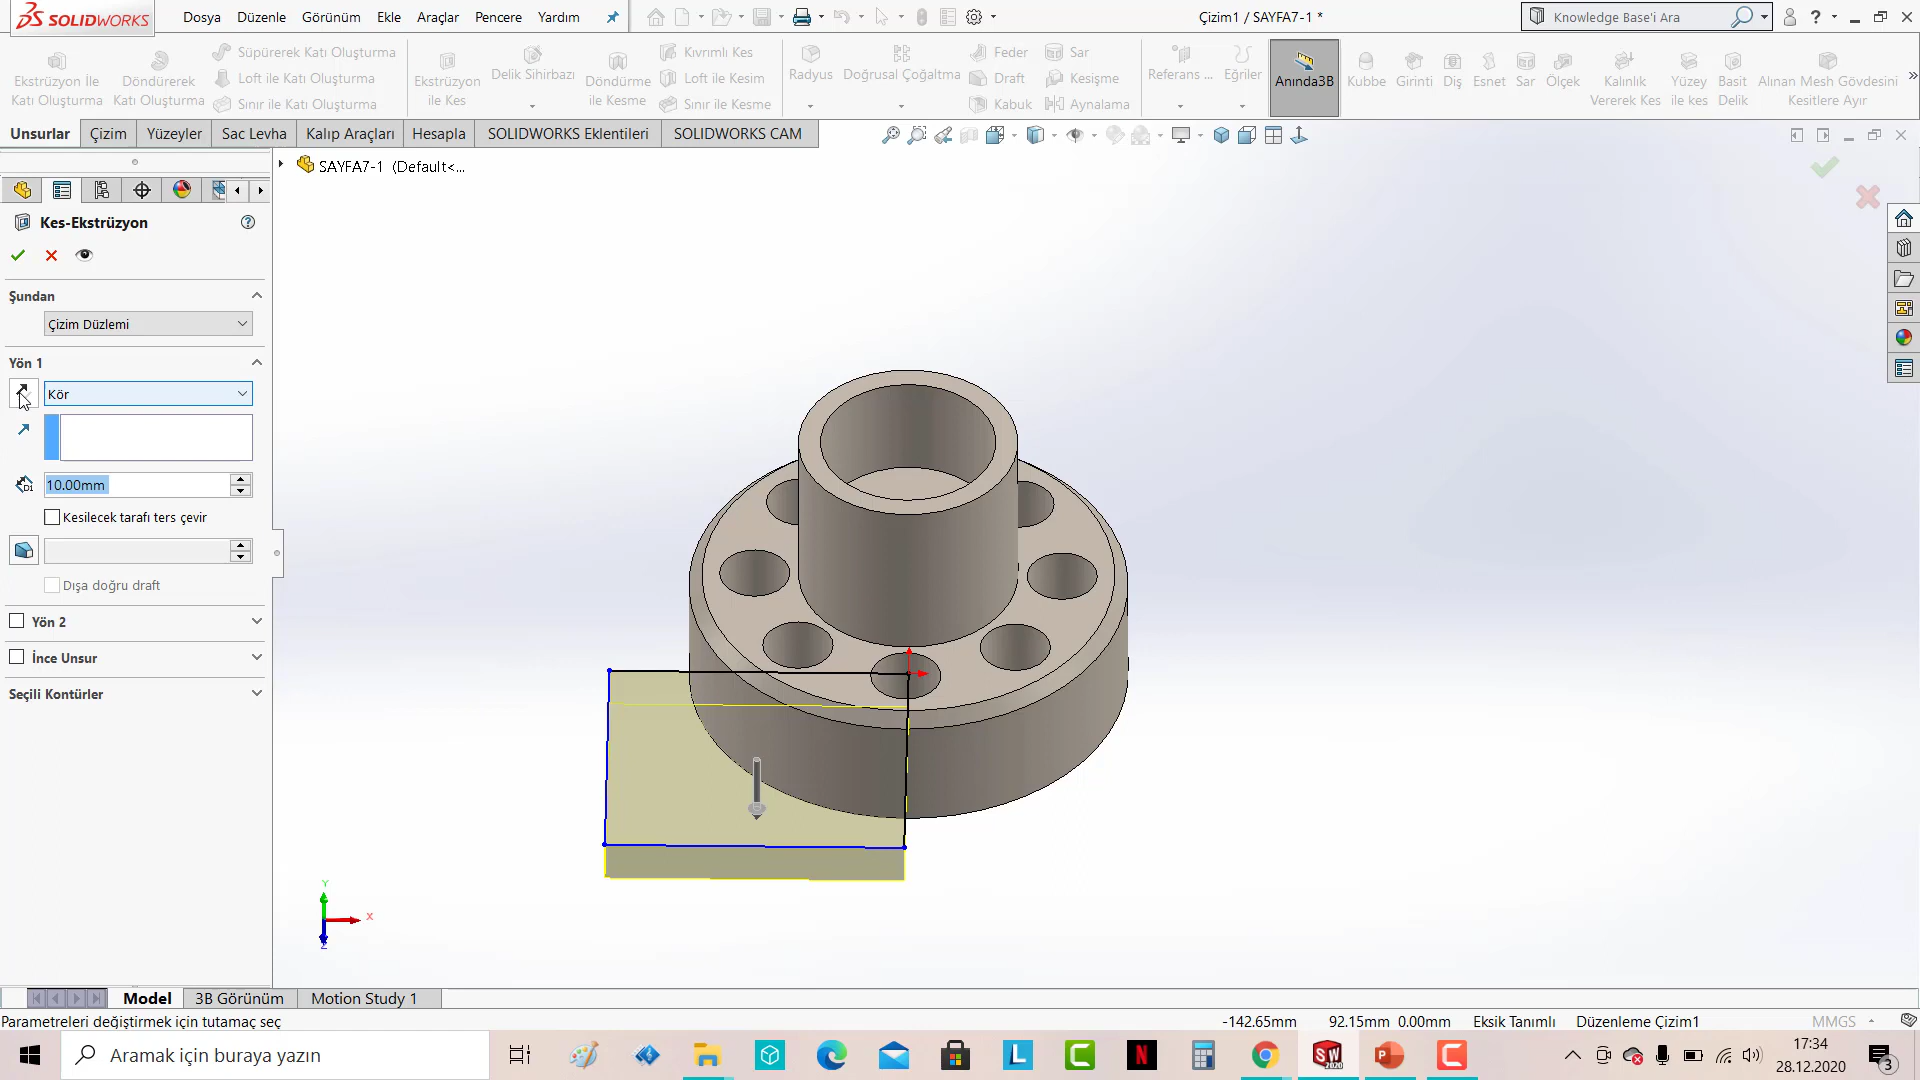 SOLIDWORKS Dosya Düzenle Görünüm Ekle Araçlar Pencere Yardım Çizim1 / SAYFA7-1 * Knowledge Base'i Ara ?
Ekstrüzyon İle Katı Oluşturma
Döndürerek Katı Oluşturma
Süpürerek Katı Oluşturma
Loft ile Katı Oluşturma
Sınır ile Katı Oluşturma
Ekstrüzyon ile Kes
Delik Sihirbazı
Döndürme ile Kesme
Kıvrımlı Kes
Loft ile Kesim
Sınır ile Kesme
Radyus
Doğrusal Çoğaltma
Feder
Draft
Kabuk
Sar
Kesişme
Aynalama
Referans ...
Eğriler
Anında3B
Kubbe
Girinti
Diş
Esnet
Sar
Ölçek
Kalınlık Vererek Kes
Yüzey ile kes
Basit Delik
Alınan Mesh Gövdesini Kesitlere Ayır
Unsurlar Çizim Yüzeyler Sac Levha Kalıp Araçları Hesapla SOLIDWORKS Eklentileri SOLIDWORKS CAM
SAYFA7-1 (Default<...
Kes-Ekstrüzyon
Şundan
Çizim Düzlemi
Yön 1
Kör
D1
10.00mm
Kesilecek tarafı ters çevir
Dışa doğru draft
Yön 2
İnce Unsur
Seçili Kontürler
Y
X
Z
Model 3B Görünüm Motion Study 1
Parametreleri değiştirmek için tutamaç seç -142.65mm 92.15mm 0.00mm Eksik Tanımlı Düzenleme Çizim1 MMGS
Aramak için buraya yazın
L
C
N
SW
2020
P
C
17:34
28.12.2020
3